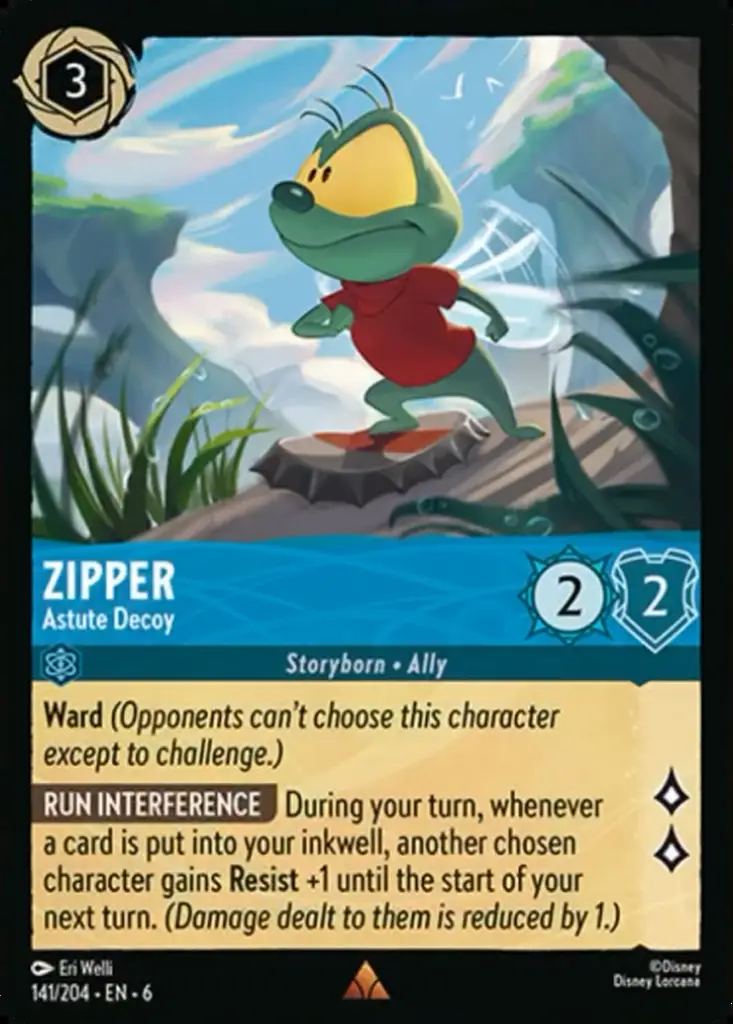 3
ZIPPER
Astute Decoy
2
2
Storyborn • Ally
Ward (Opponents can't choose this character
except to challenge.)
RUN INTERFERENCE During your turn, whenever
a card is put into your inkwell, another chosen
character gains Resist +1 until the start of your
next turn. (Damage dealt to them is reduced by 1.)
Eri Welli
©Disney
141/204 • EN • 6
Disney Lorcana